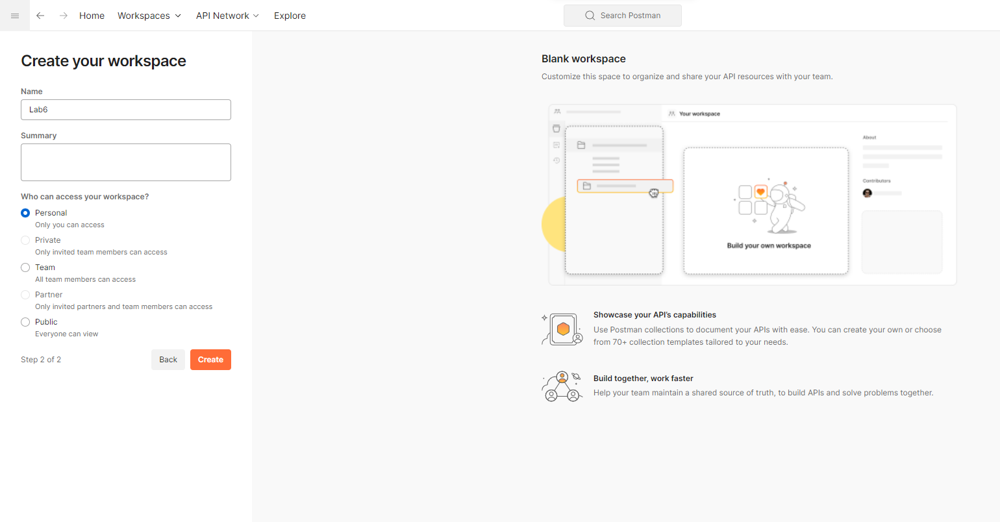 Home Workspaces API Network Explore Search Postman
Create your workspace
Name
Lab6
Summary
Who can access your workspace?
Personal
Only you can access
Private
Only invited team members can access
Team
All team members can access
Partner
Only invited partners and team members can access
Public
Everyone can view
Step 2 of 2 Back Create
Blank workspace
Customize this space to organize and share your API resources with your team.
Your workspace
About
Contributors
Build your own workspace
Showcase your API's capabilities
Use Postman collections to document your APIs with ease. You can create your own or choose
from 70+ collection templates tailored to your needs.
Build together, work faster
Help your team maintain a shared source of truth, to build APIs and solve problems together.